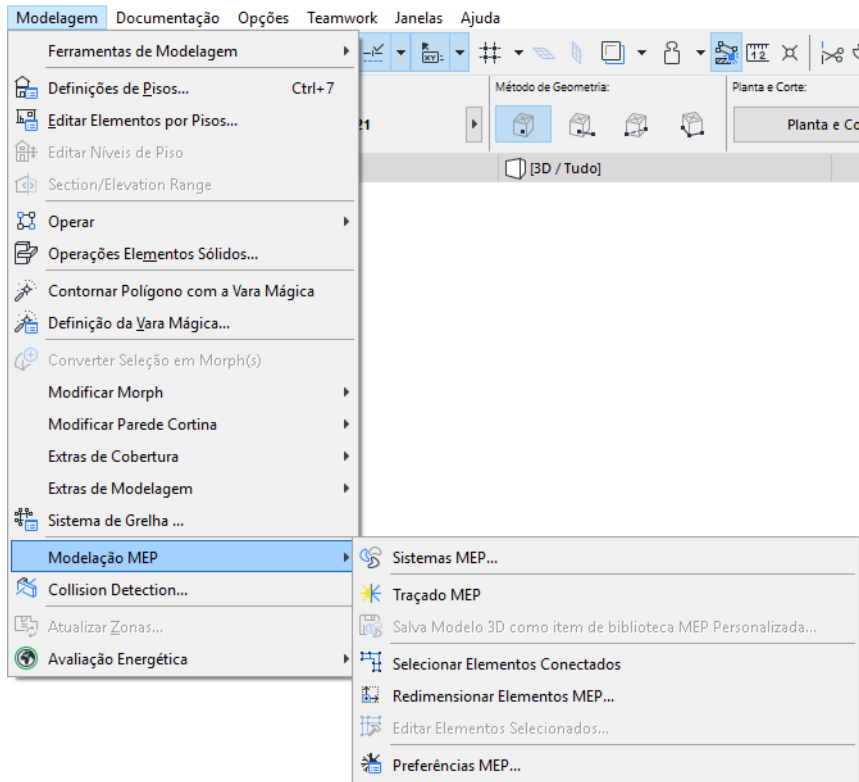 Modelagem Documentação Opções Teamwork Janelas Ajuda
Ferramentas de Modelagem
Definições de Pisos... Ctrl+7
Método de Geometria: Planta e Corte:
Editar Elementos por Pisos... 21 Planta e Co
Editar Níveis de Piso
[3D / Tudo]
Section/Elevation Range
Operar
Operações Elementos Sólidos...
Contornar Polígono com a Vara Mágica
Definição da Vara Mágica...
Converter Seleção em Morph(s)
Modificar Morph
Modificar Parede Cortina
Extras de Cobertura
Extras de Modelagem
Sistema de Grelha ...
Modelação MEP
Collision Detection...
Atualizar Zonas...
Avaliação Energética
Sistemas MEP...
Traçado MEP
Salva Modelo 3D como item de biblioteca MEP Personalizada...
Selecionar Elementos Conectados
Redimensionar Elementos MEP...
Editar Elementos Selecionados...
Preferências MEP...